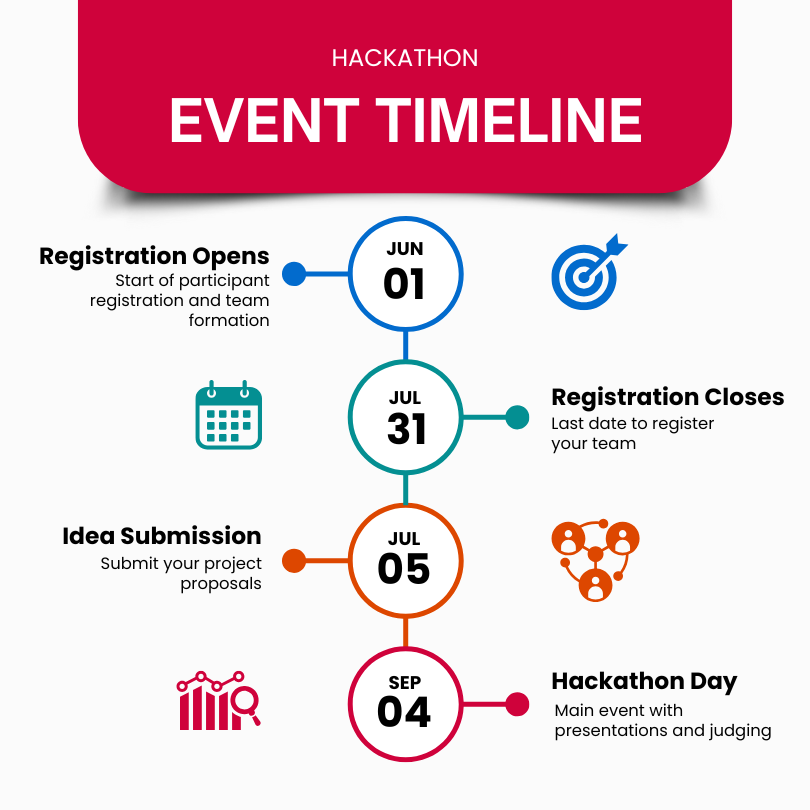 HACKATHON
EVENT TIMELINE
Registration Opens
Start of participant
registration and team
formation
JUN
01
JUL
31
Registration Closes
Last date to register
your team
Idea Submission
Submit your project
proposals
JUL
05
SEP
04
Hackathon Day
Main event with
presentations and judging